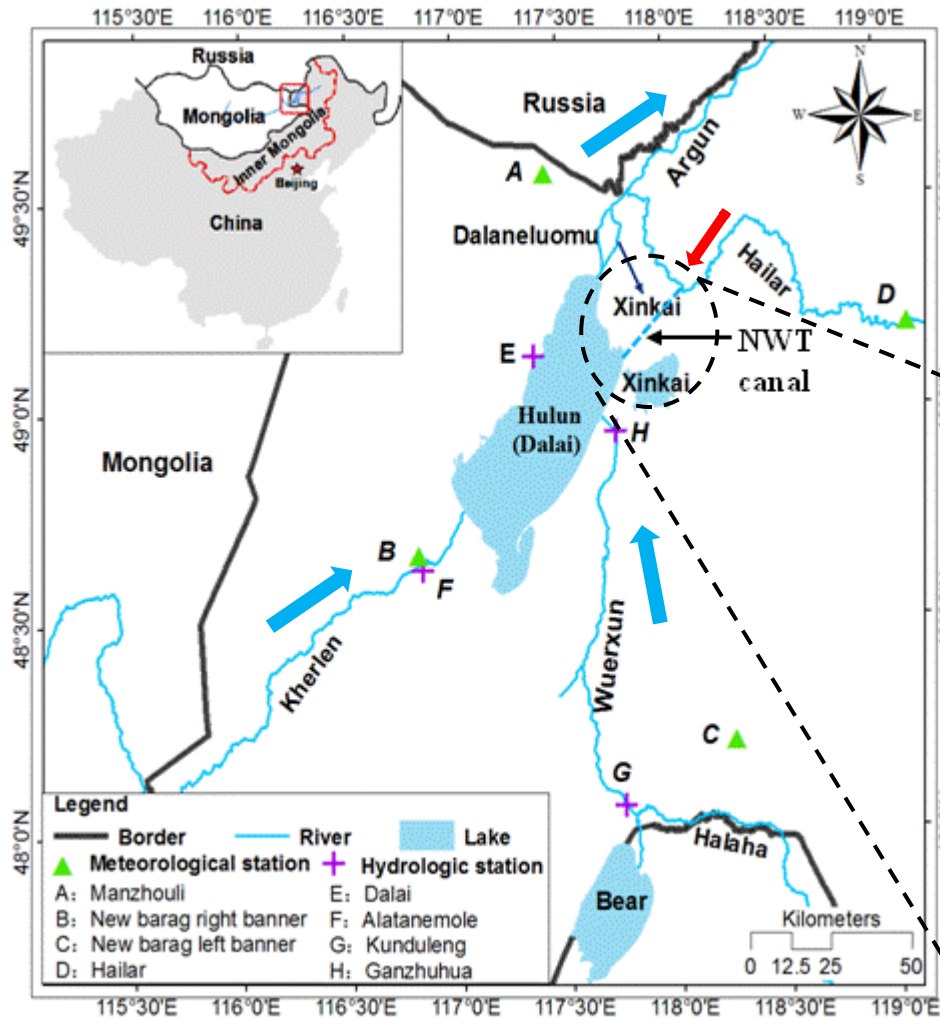 115°30'E 116°0'E 116°30'E 117°0'E 117°30'E 118°0'E 118°30'E 119°0'E
Russia
Mongolia
Inner Mongolia
Beijing
China
N
W
E
S
Russia
A
Argun
49°30'N
Dalaneluomu
Hailar
D
Xinkai
E
NWT
canal
Xinkai
Hulun
(Dalai)
H
49°0'N
Mongolia
B
F
48°30'N
Kherlen
Wuerxun
C
G
Halaha
48°0'N
Bear
Legend
Border
River
Lake
Meteorological station
Hydrologic station
A: Manzhouli
E: Dalai
B: New barag right banner
F: Alatanemole
C: New barag left banner
G: Kunduleng
D: Hailar
H: Ganzhuhua
Kilometers
0 12.5 25 50
115°30'E 116°0'E 116°30'E 117°0'E 117°30'E 118°0'E 118°30'E 119°0'E